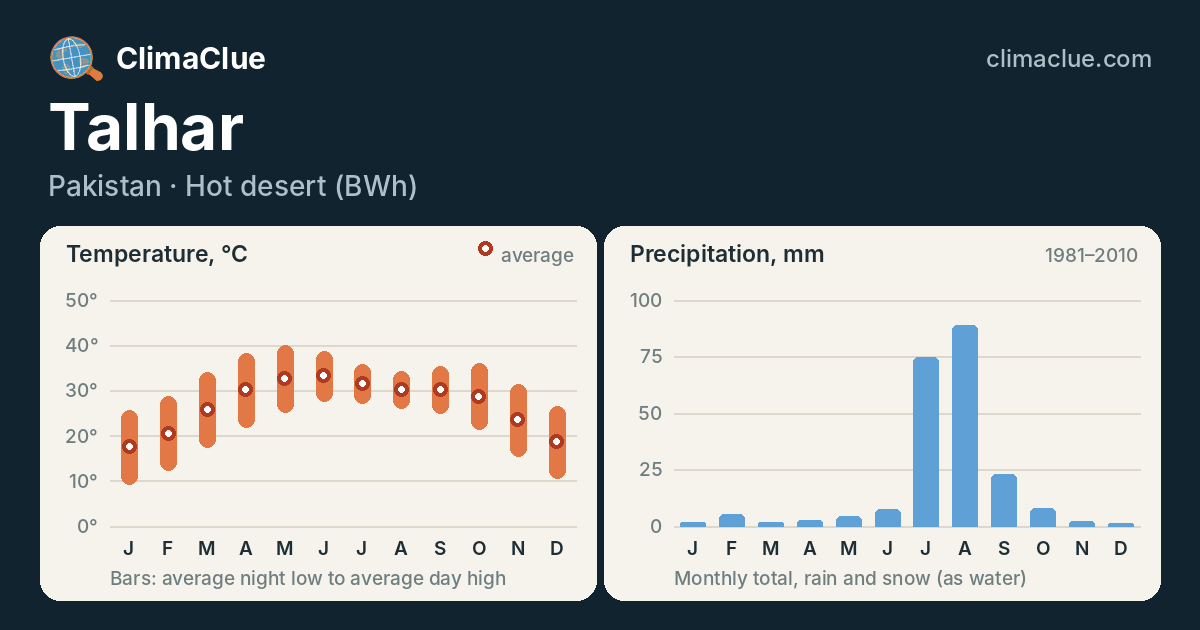 ClimaClue
climaclue.com
Talhar
Pakistan · Hot desert (BWh)
Temperature, °C
average
50°
40°
30°
20°
10°
0°
J F M A M J J A S O N D
Bars: average night low to average day high
Precipitation, mm
1981–2010
100
75
50
25
0
J F M A M J J A S O N D
Monthly total, rain and snow (as water)